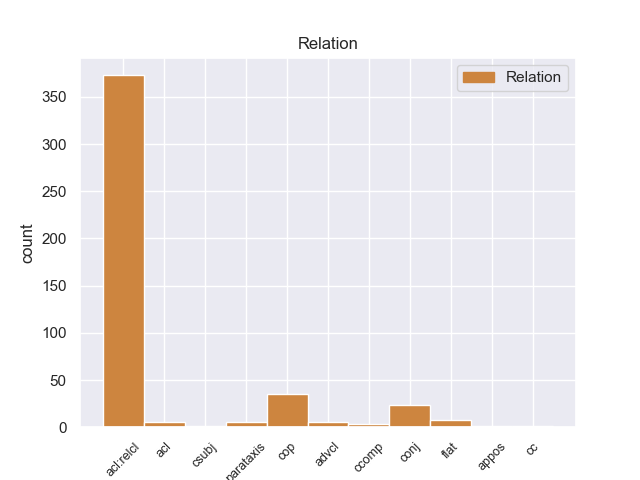 Relation
Relation
count
350
300
250
200
150
100
50
0
acl:relcl
acl
csubj
parataxis
cop
advcl
ccomp
conj
flat
appos
cc